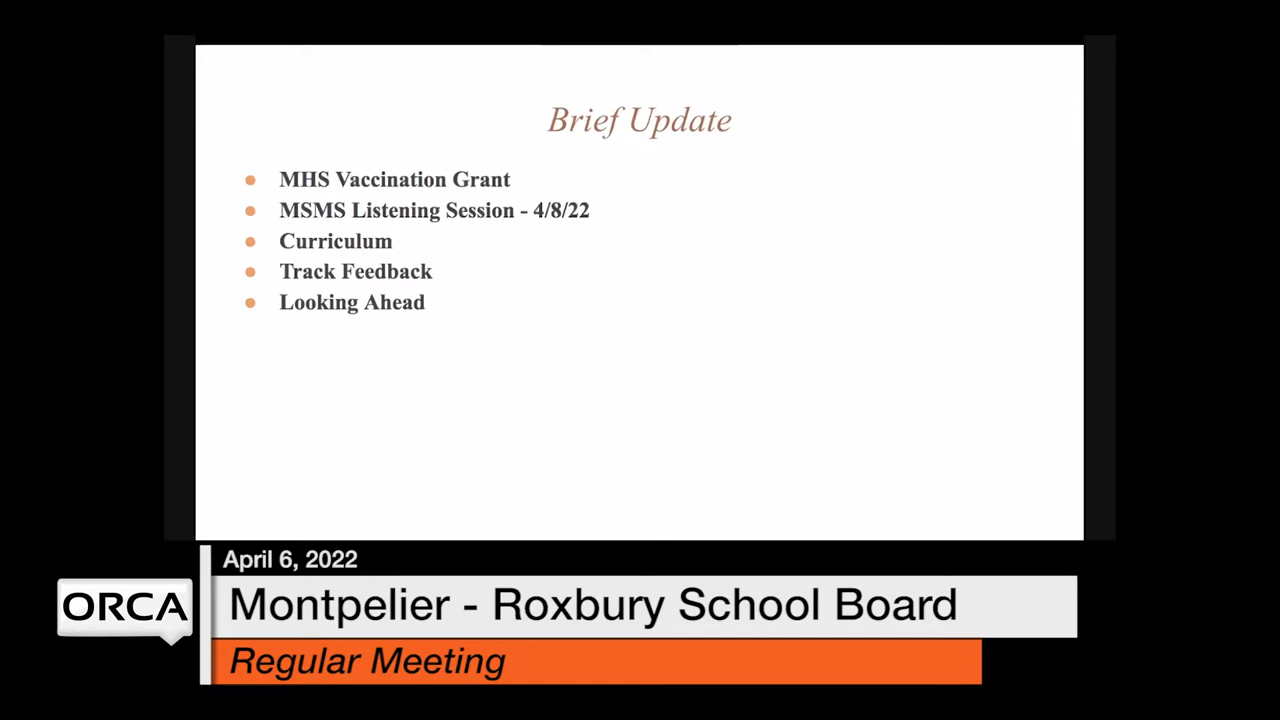 Brief Update
MHS Vaccination Grant
MSMS Listening Session - 4/8/22
Curriculum
Track Feedback
Looking Ahead
April 6, 2022
ORCA
Montpelier - Roxbury School Board
Regular Meeting